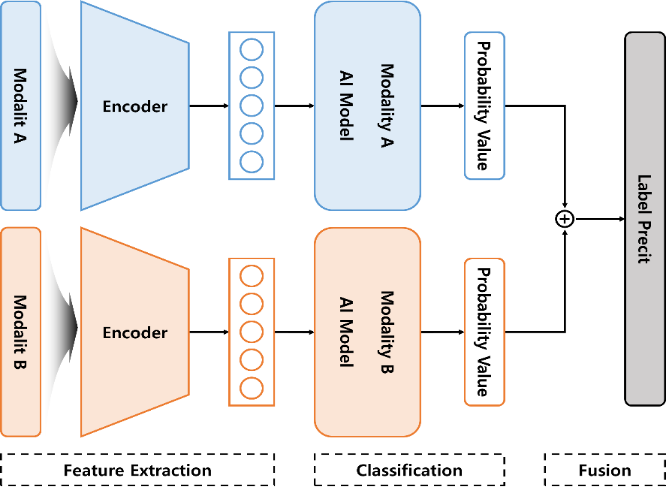 Modalit A
Encoder
Modality A
AI Model
Probability Value
Label Precit
Modalit B
Encoder
Modality B
AI Model
Probability Value
Feature Extraction
Classification
Fusion